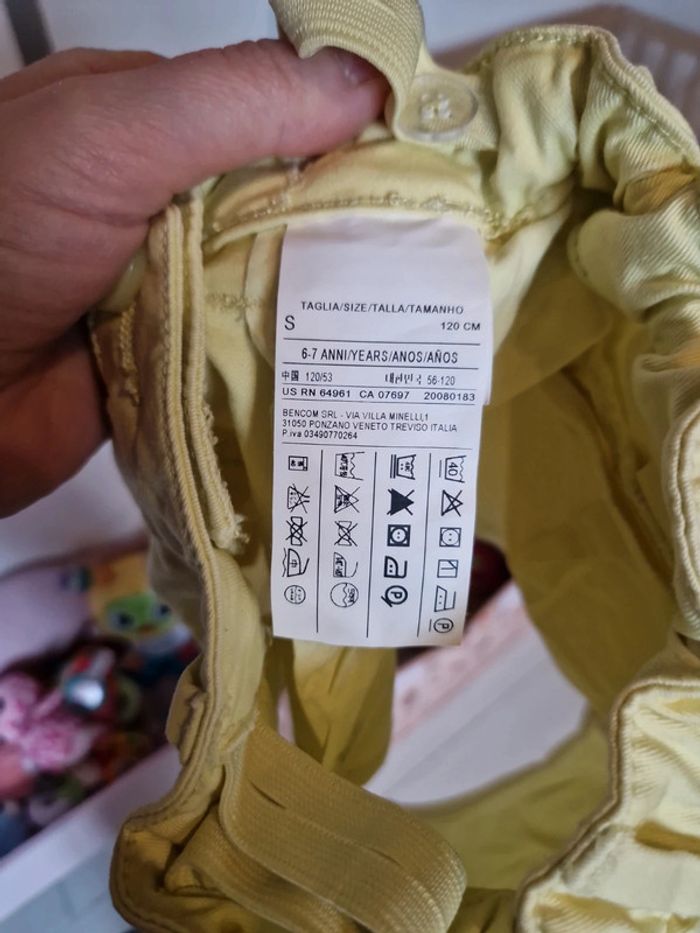 TAGLIA/SIZE/TALLA/TAMANHO
S 120 CM
6-7 ANNI/YEARS/ANOS/AÑOS
中国 120/53 대한민국 56-120
US RN 64961 CA 07697 20080183
BENCOM SRL - VIA VILLA MINELLI,1
31050 PONZANO VENETO TREVISO ITALIA
P.iva 03490770264
40
P
P